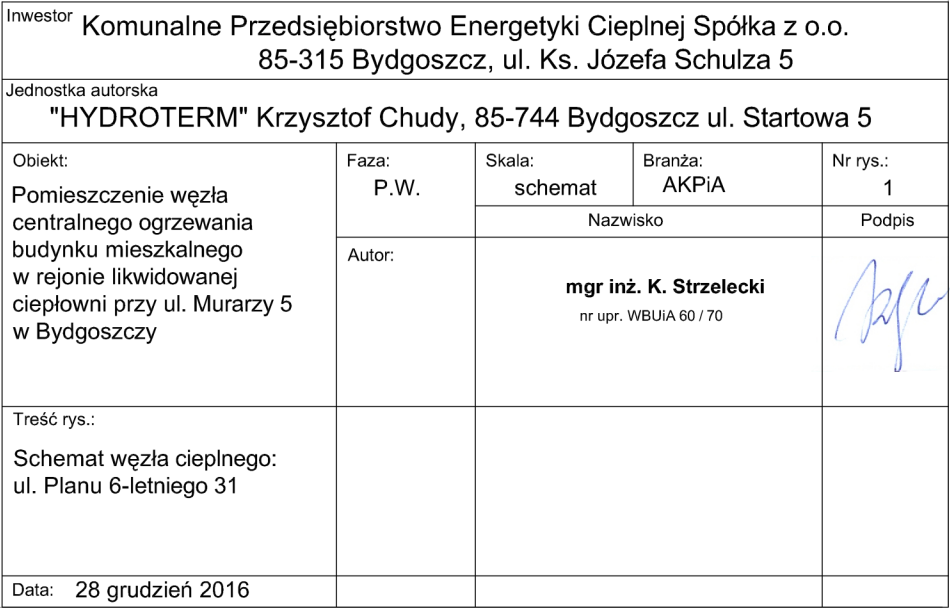 Inwestor Komunalne Przedsiębiorstwo Energetyki Cieplnej Spółka z o.o.
85-315 Bydgoszcz, ul. Ks. Józefa Schulza 5
Jednostka autorska
"HYDROTERM" Krzysztof Chudy, 85-744 Bydgoszcz ul. Startowa 5
Obiekt:
Pomieszczenie węzła
centralnego ogrzewania
budynku mieszkalnego
w rejonie likwidowanej
ciepłowni przy ul. Murarzy 5
w Bydgoszczy
Faza:
P.W.
Skala:
schemat
Branża:
AKPiA
Nr rys.:
1
Nazwisko
Podpis
Autor:
mgr inż. K. Strzelecki
nr upr. WBUiA 60 / 70
Treść rys.:
Schemat węzła cieplnego:
ul. Planu 6-letniego 31
Data: 28 grudzień 2016